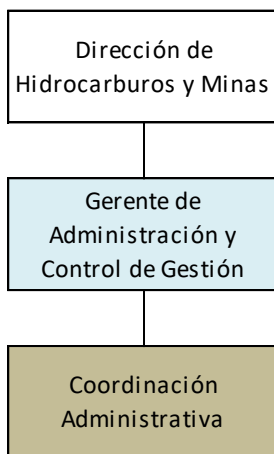 Dirección de
Hidrocarburos y Minas
Gerente de
Administración y
Control de Gestión
Coordinación
Administrativa